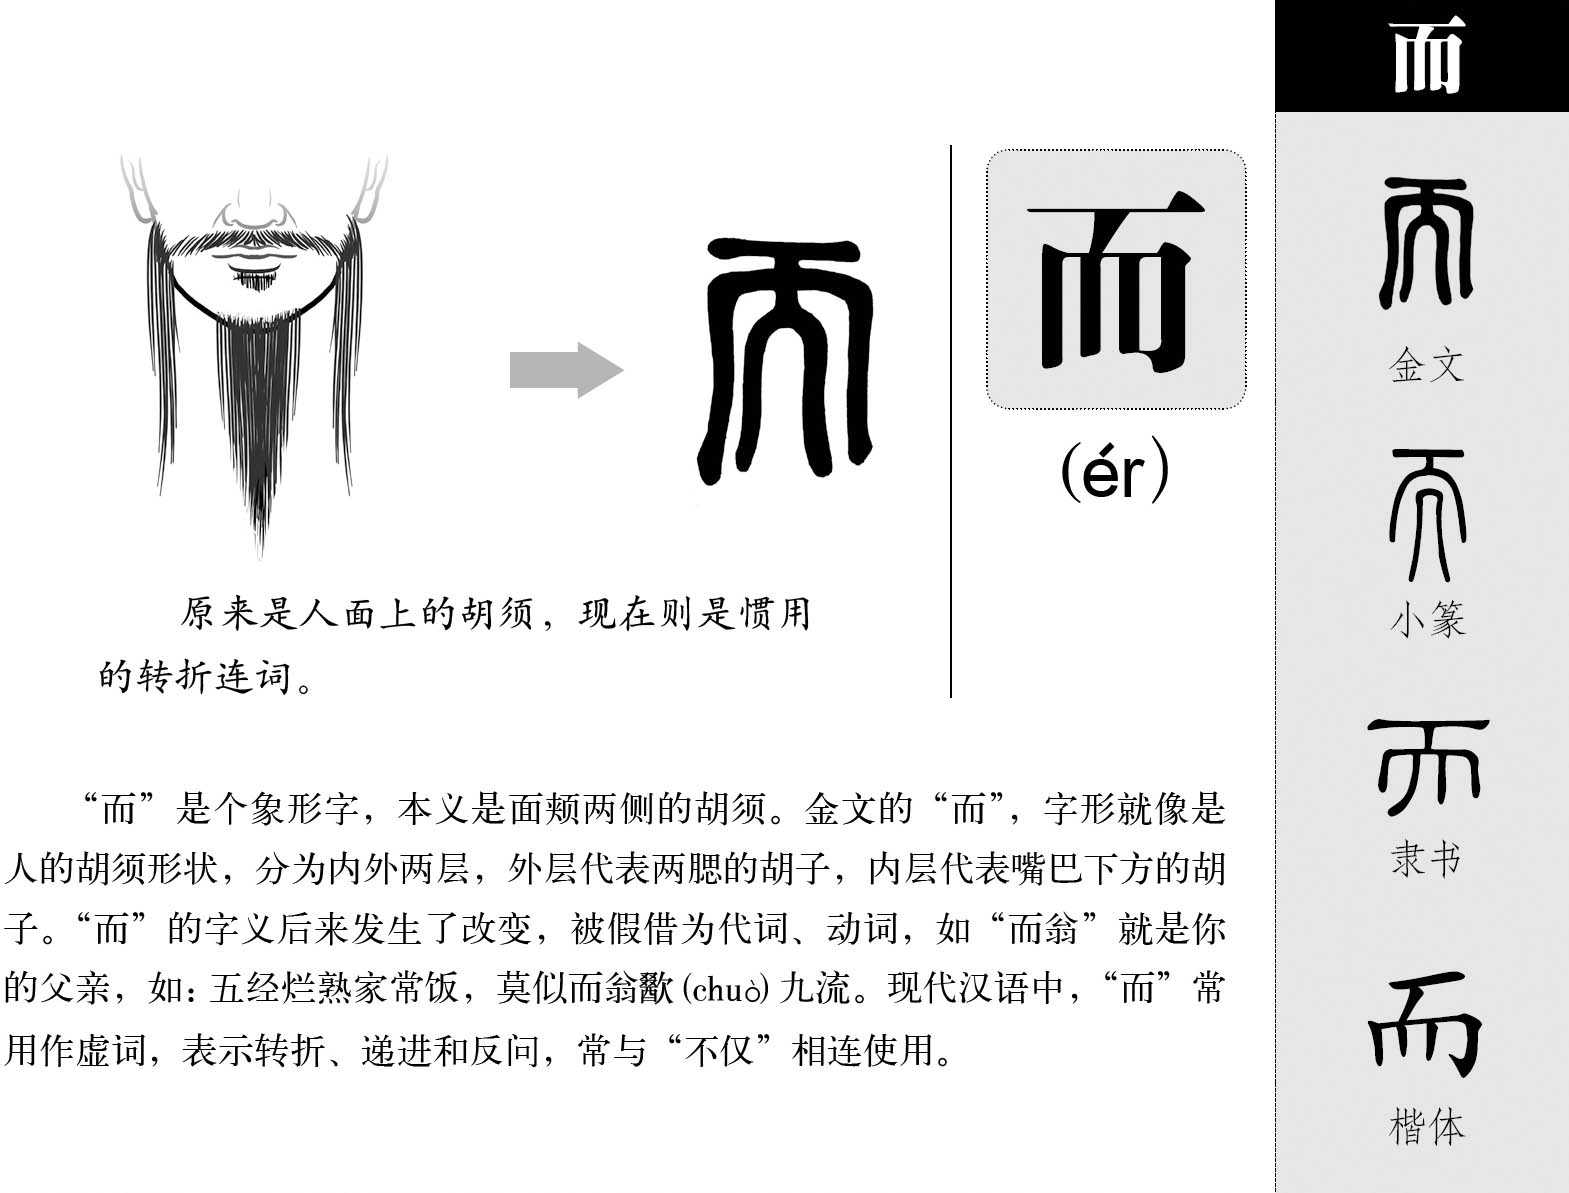 而
(ér)
原来是人面上的胡须，现在则是惯用
的转折连词。
“而”是个象形字，本义是面颊两侧的胡须。金文的“而”，字形就像是
人的胡须形状，分为内外两层，外层代表两腮的胡子，内层代表嘴巴下方的胡
子。“而”的字义后来发生了改变，被假借为代词、动词，如“而翁”就是你
的父亲，如：五经烂熟家常饭，莫似而翁歠(chuò)九流。现代汉语中，“而”常
用作虚词，表示转折、递进和反问，常与“不仅”相连使用。
而
而
金文
而
小篆
而
隶书
而
楷体